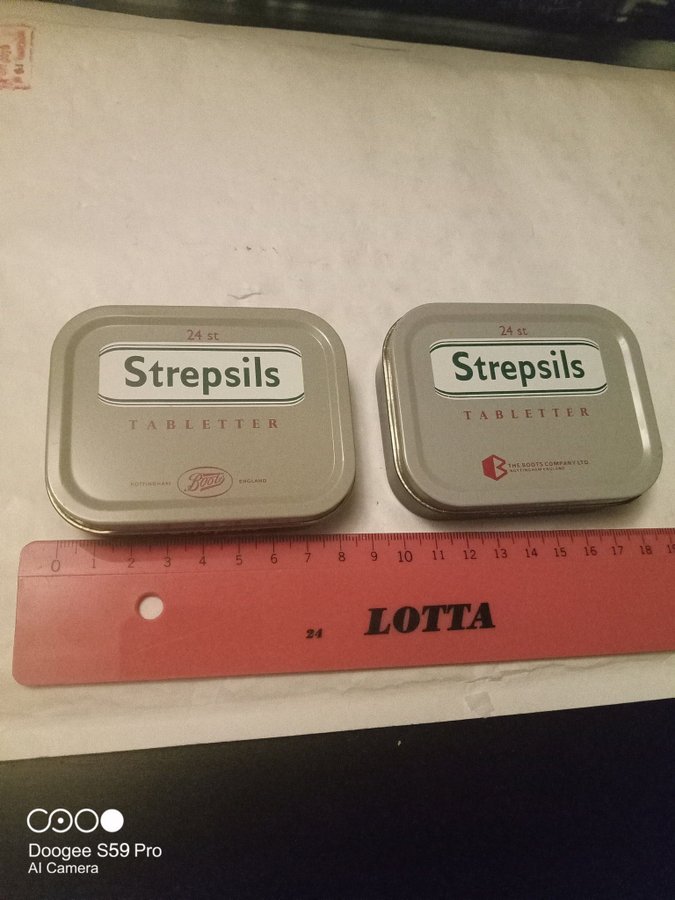 24 st
Strepsils
TABLETTER
NOTTINGHAM Boots ENGLAND
24 st
Strepsils
TABLETTER
THE BOOTS COMPANY LTD
NOTTINGHAM ENGLAND
0 1 2 3 4 5 6 7 8 9 10 11 12 13 14 15 16 17 18 19
24 LOTTA
Doogee S59 Pro
AI Camera